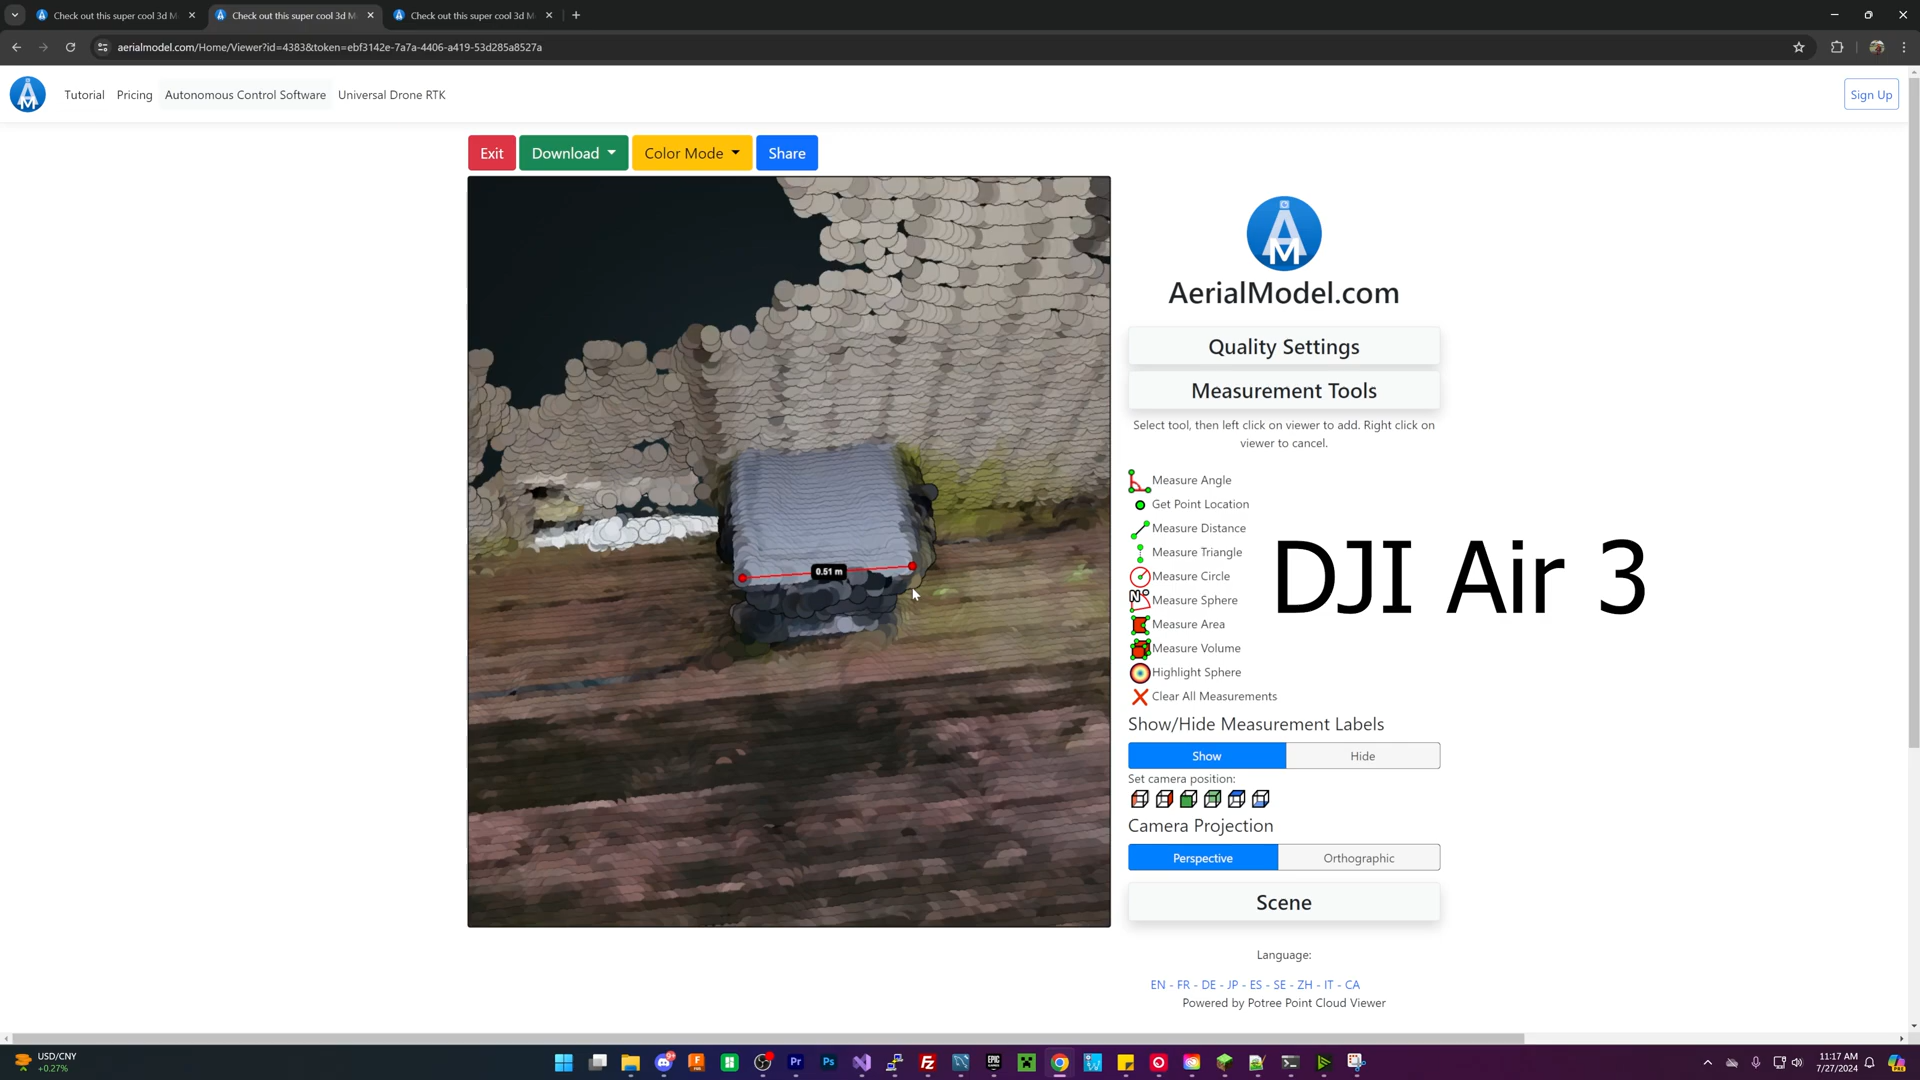 Check out this super cool 3d M
Check out this super cool 3d M
Check out this super cool 3d M
aerialmodel.com/Home/Viewer?id=4383&token=ebf3142e-7a7a-4406-a419-53d285a8527a
Tutorial
Pricing
Autonomous Control Software
Universal Drone RTK
Sign Up
Exit
Download
Color Mode
Share
AerialModel.com
Quality Settings
Measurement Tools
Select tool, then left click on viewer to add. Right click on
viewer to cancel.
Measure Angle
Get Point Location
Measure Distance
Measure Triangle
Measure Circle
Measure Sphere
Measure Area
Measure Volume
Highlight Sphere
Clear All Measurements
DJI Air 3
0.51 m
Show/Hide Measurement Labels
Show
Hide
Set camera position:
Camera Projection
Perspective
Orthographic
Scene
Language:
EN - FR - DE - JP - ES - SE - ZH - IT - CA
Powered by Potree Point Cloud Viewer
USD/CNY
+0.27%
11:17 AM
7/27/2024